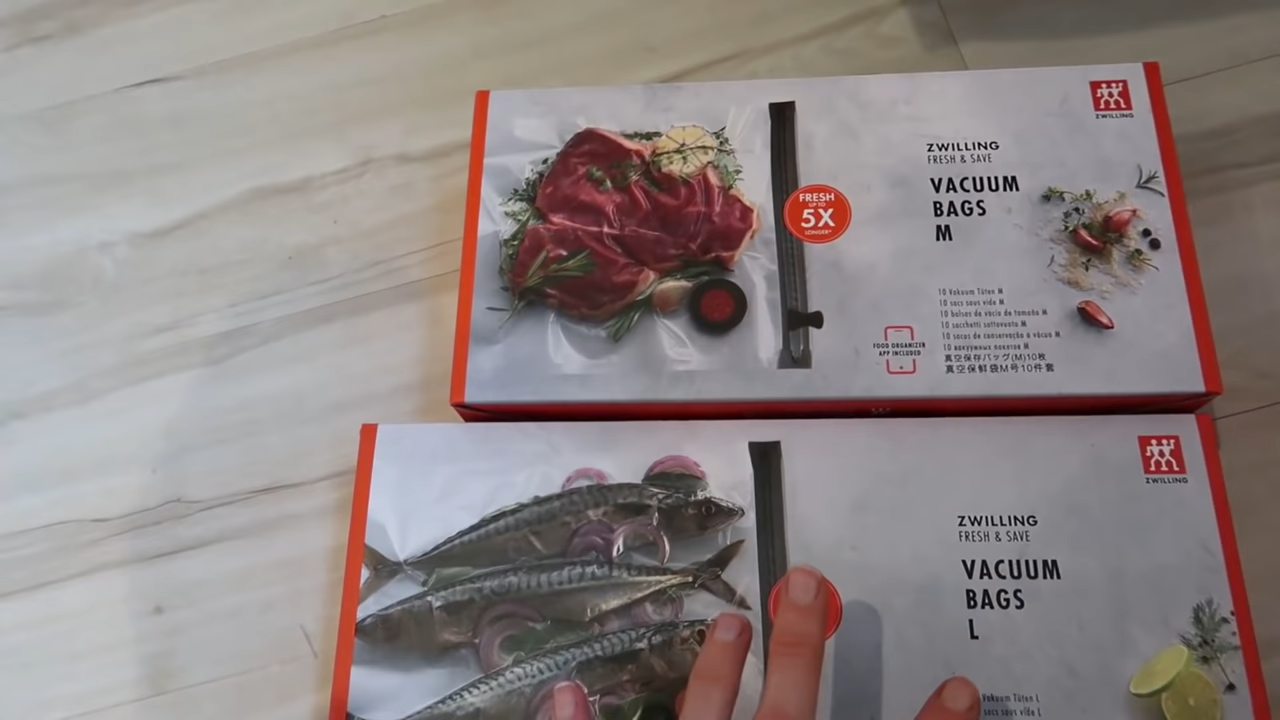 ZWILLING
ZWILLING
FRESH & SAVE
VACUUM
BAGS
M
FRESH
UP TO
5X
LONGER*
10 Vakuum Tüten M
10 sacs sous vide M
10 bolsas de vacío de tamaño M
10 sacchetti sottovuoto M
10 sacos de conservação a vácuo M
10 вакуумных пакетов M
真空保存バッグ(M)10枚
真空保鮮袋M号10件套
FOOD ORGANIZER
APP INCLUDED
ZWILLING
ZWILLING
FRESH & SAVE
VACUUM
BAGS
L
Vakuum Tüten L
sacs sous vide L